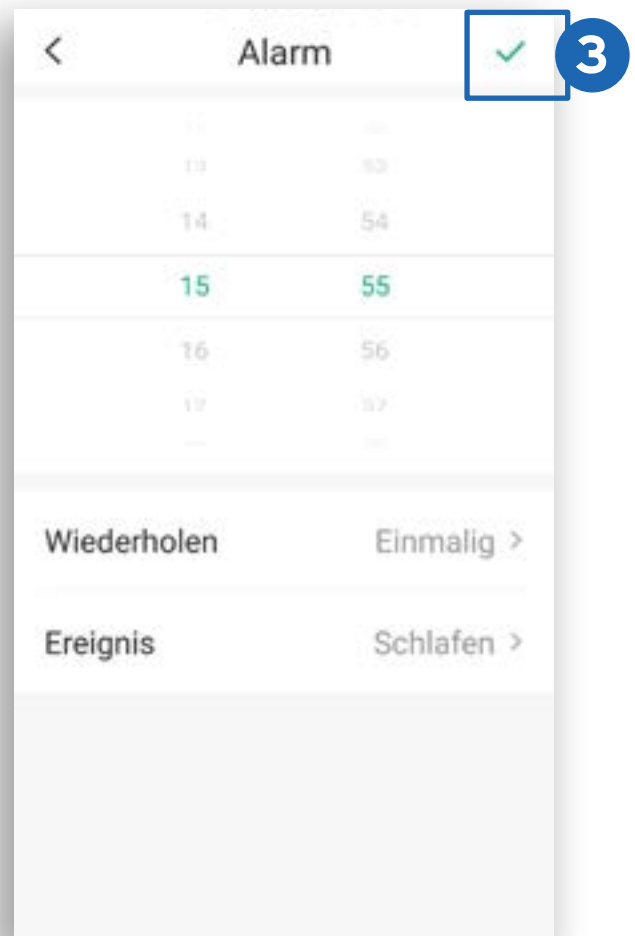 Alarm
3
14 54
15 55
16 56
Wiederholen Einmalig >
Ereignis Schlafen >